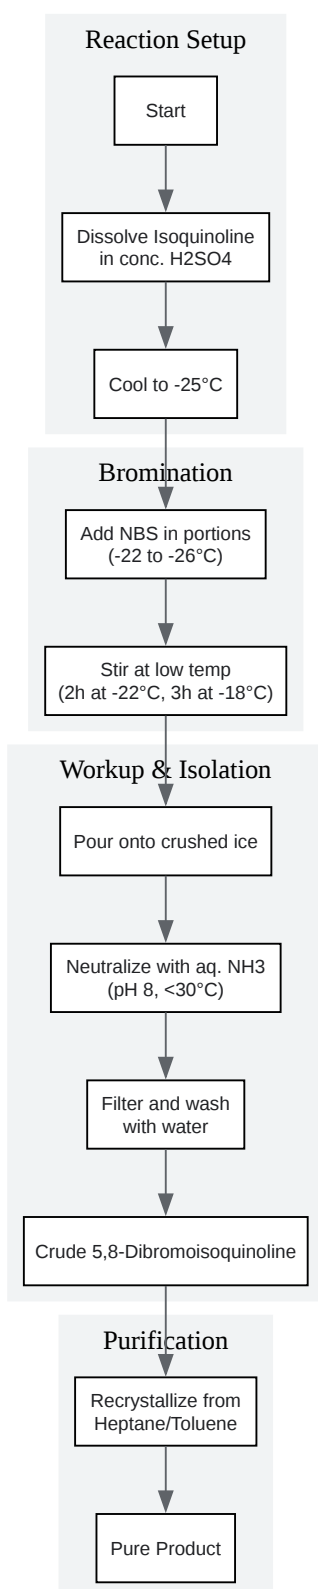 Reaction Setup
Start
Dissolve Isoquinoline
in conc. H2SO4
Cool to -25°C
Bromination
Add NBS in portions
(-22 to -26°C)
Stir at low temp
(2h at -22°C, 3h at -18°C)
Workup & Isolation
Pour onto crushed ice
Neutralize with aq. NH3
(pH 8, <30°C)
Filter and wash
with water
Crude 5,8-Dibromoisoquinoline
Purification
Recrystallize from
Heptane/Toluene
Pure Product